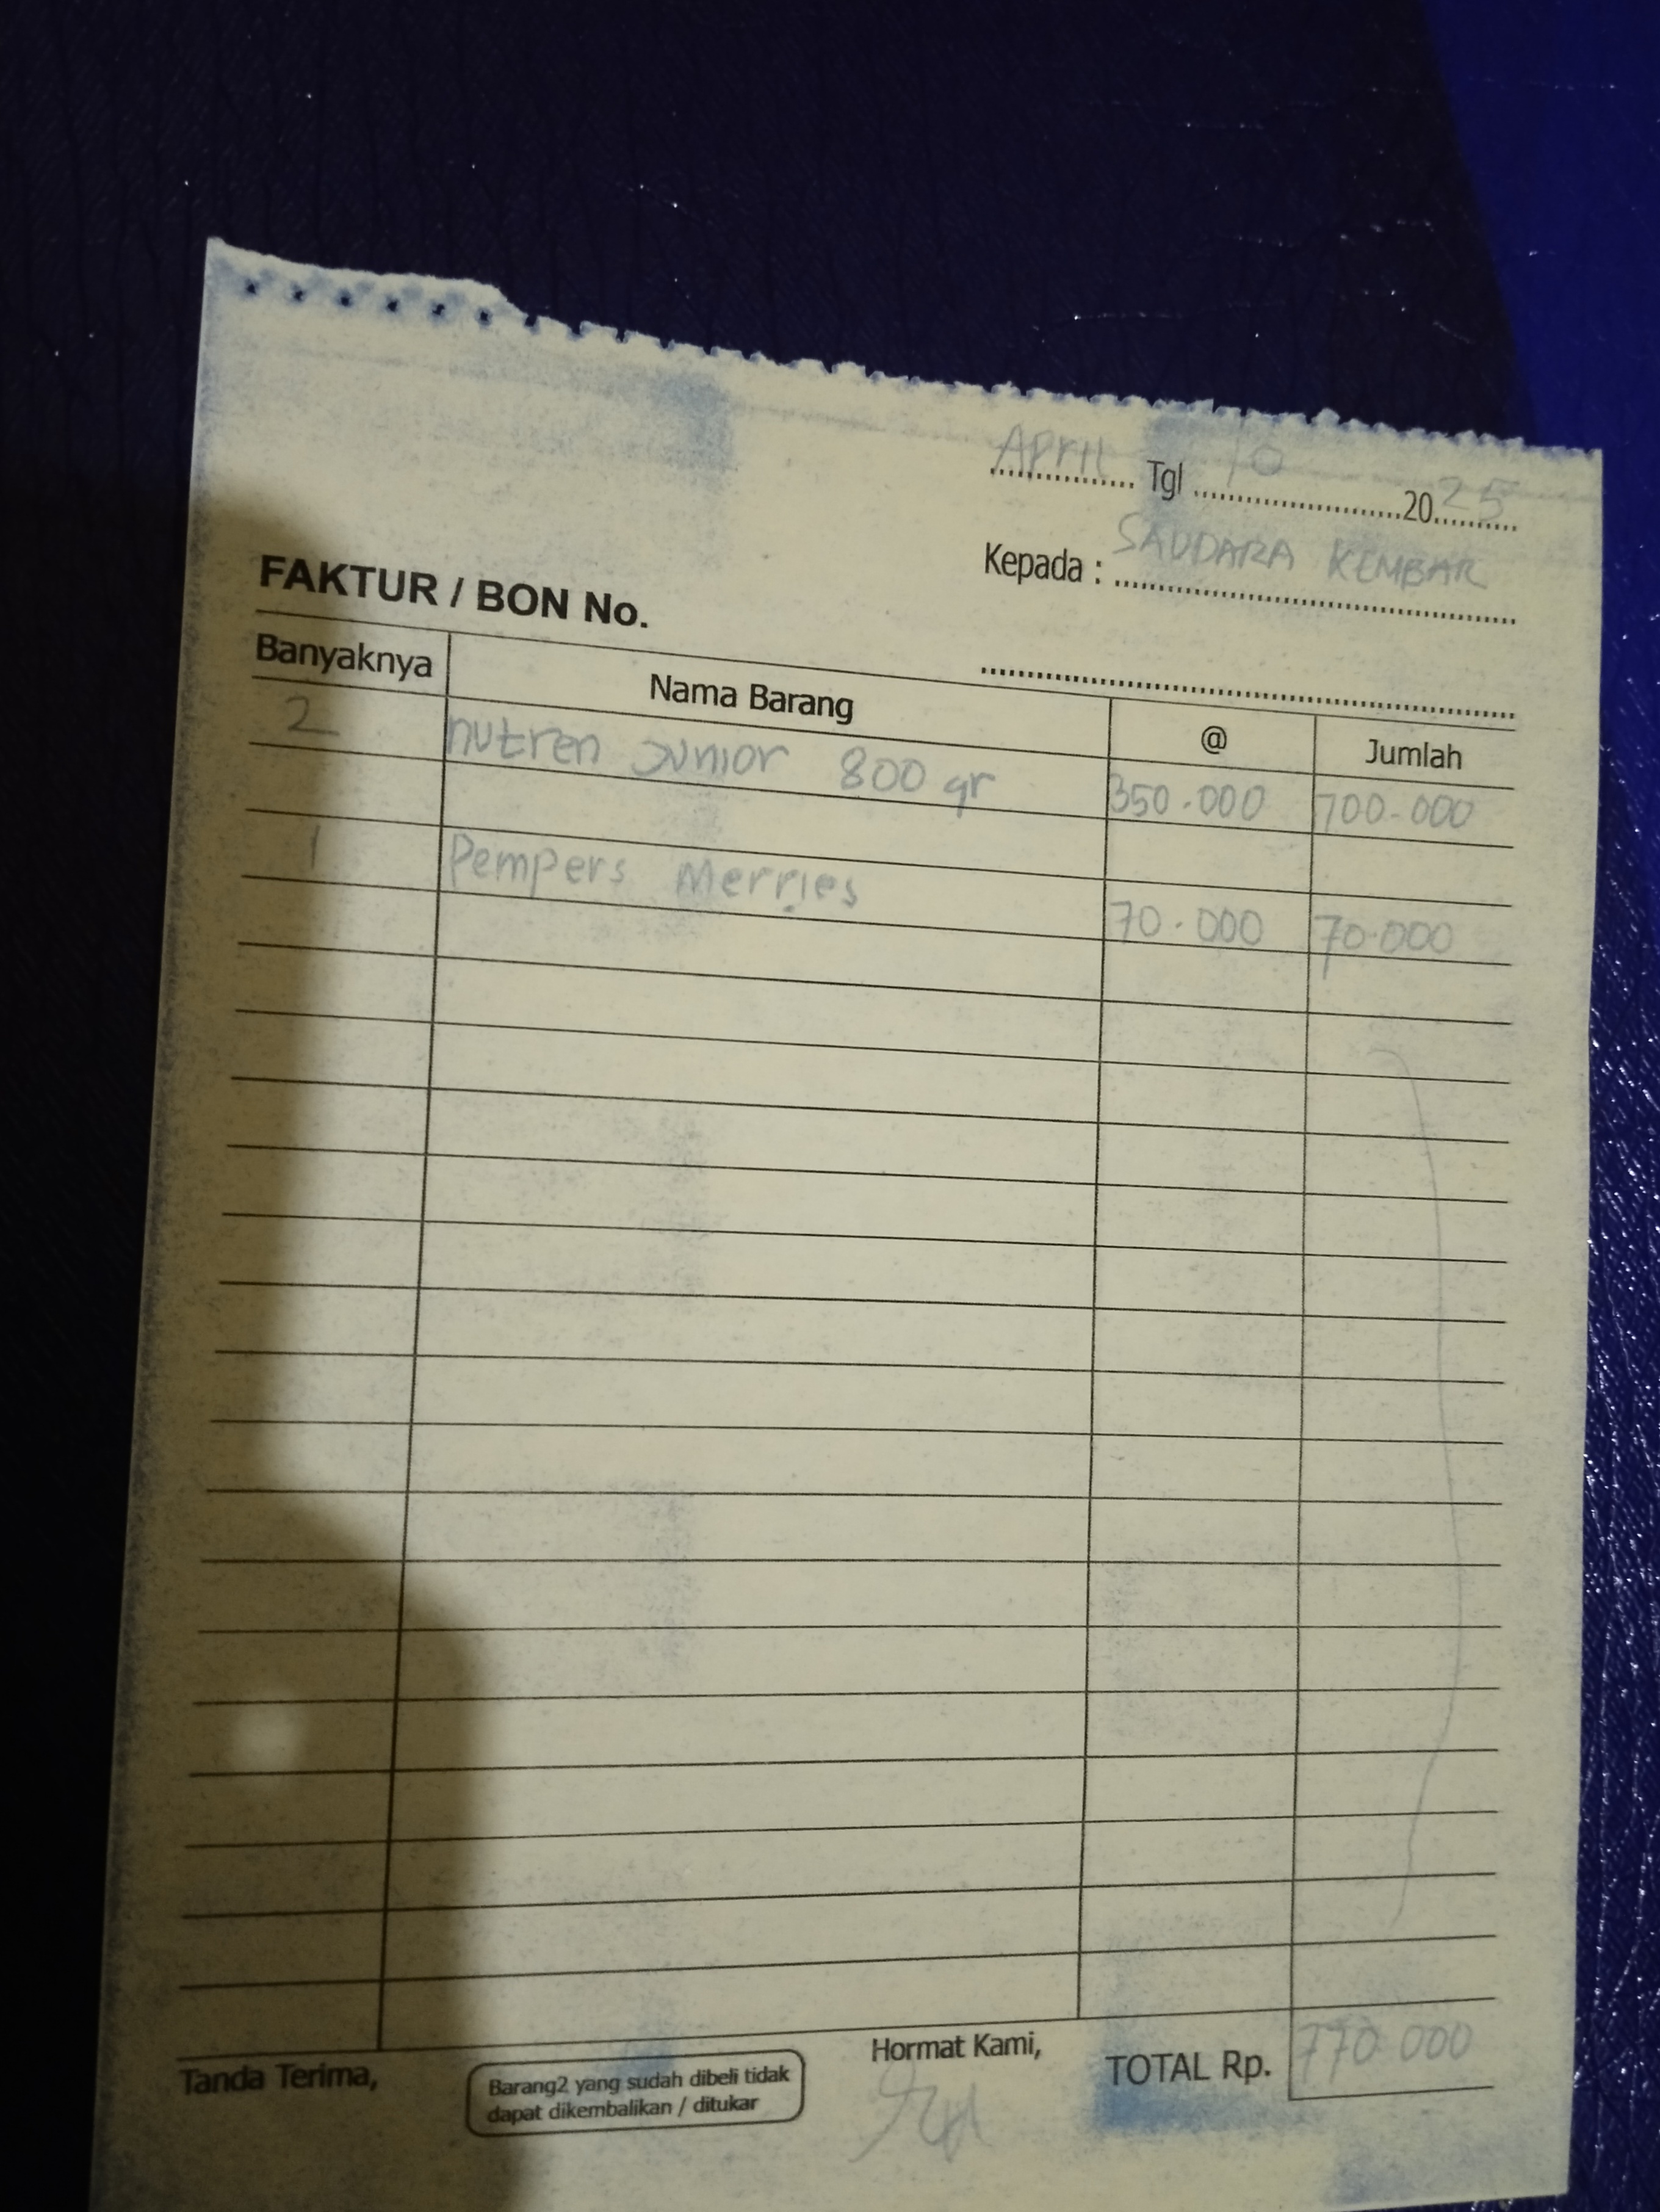 April Tgl 10 2025
Kepada : SAUDARA KEMBAR
FAKTUR / BON No.
Banyaknya Nama Barang @ Jumlah
2 nutren Junior 800 gr 350.000 700.000
1 Pempers Merries 70.000 70.000
Tanda Terima,
Barang2 yang sudah dibeli tidak
dapat dikembalikan / ditukar
Hormat Kami,
TOTAL Rp. 770 000